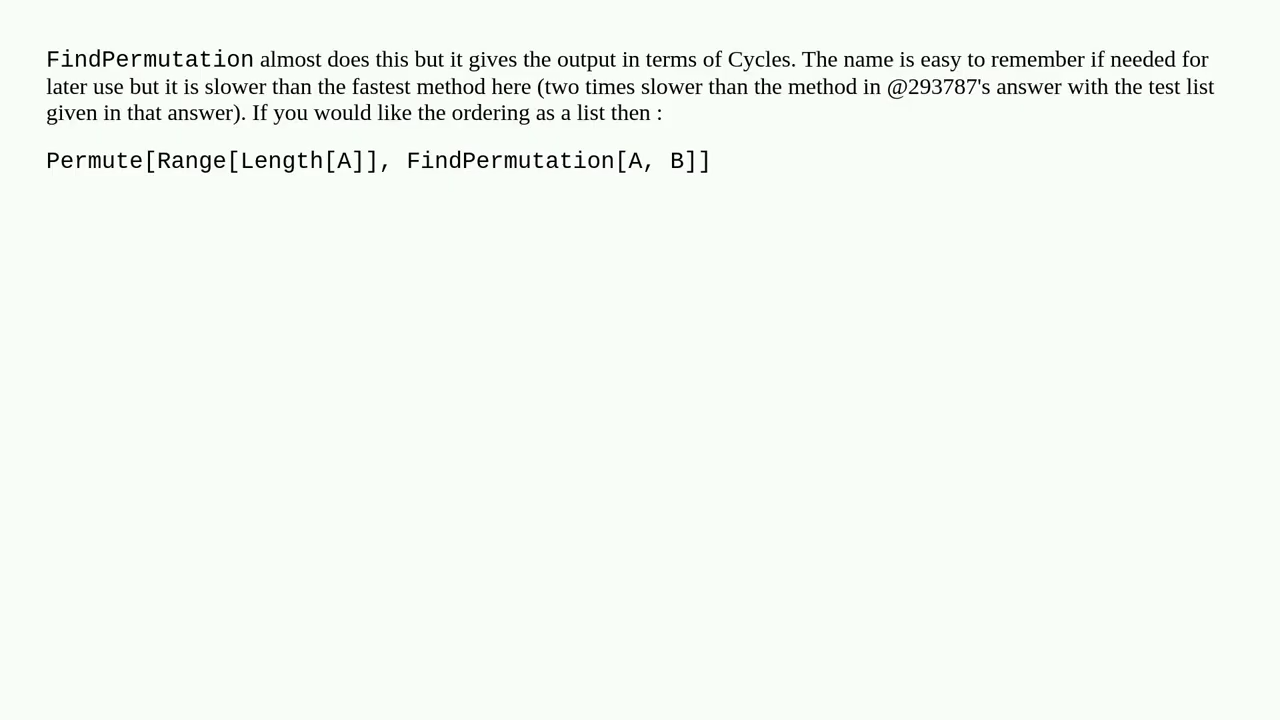 FindPermutation almost does this but it gives the output in terms of Cycles. The name is easy to remember if needed for
later use but it is slower than the fastest method here (two times slower than the method in @293787's answer with the test list
given in that answer). If you would like the ordering as a list then :
Permute[Range[Length[A]], FindPermutation[A, B]]